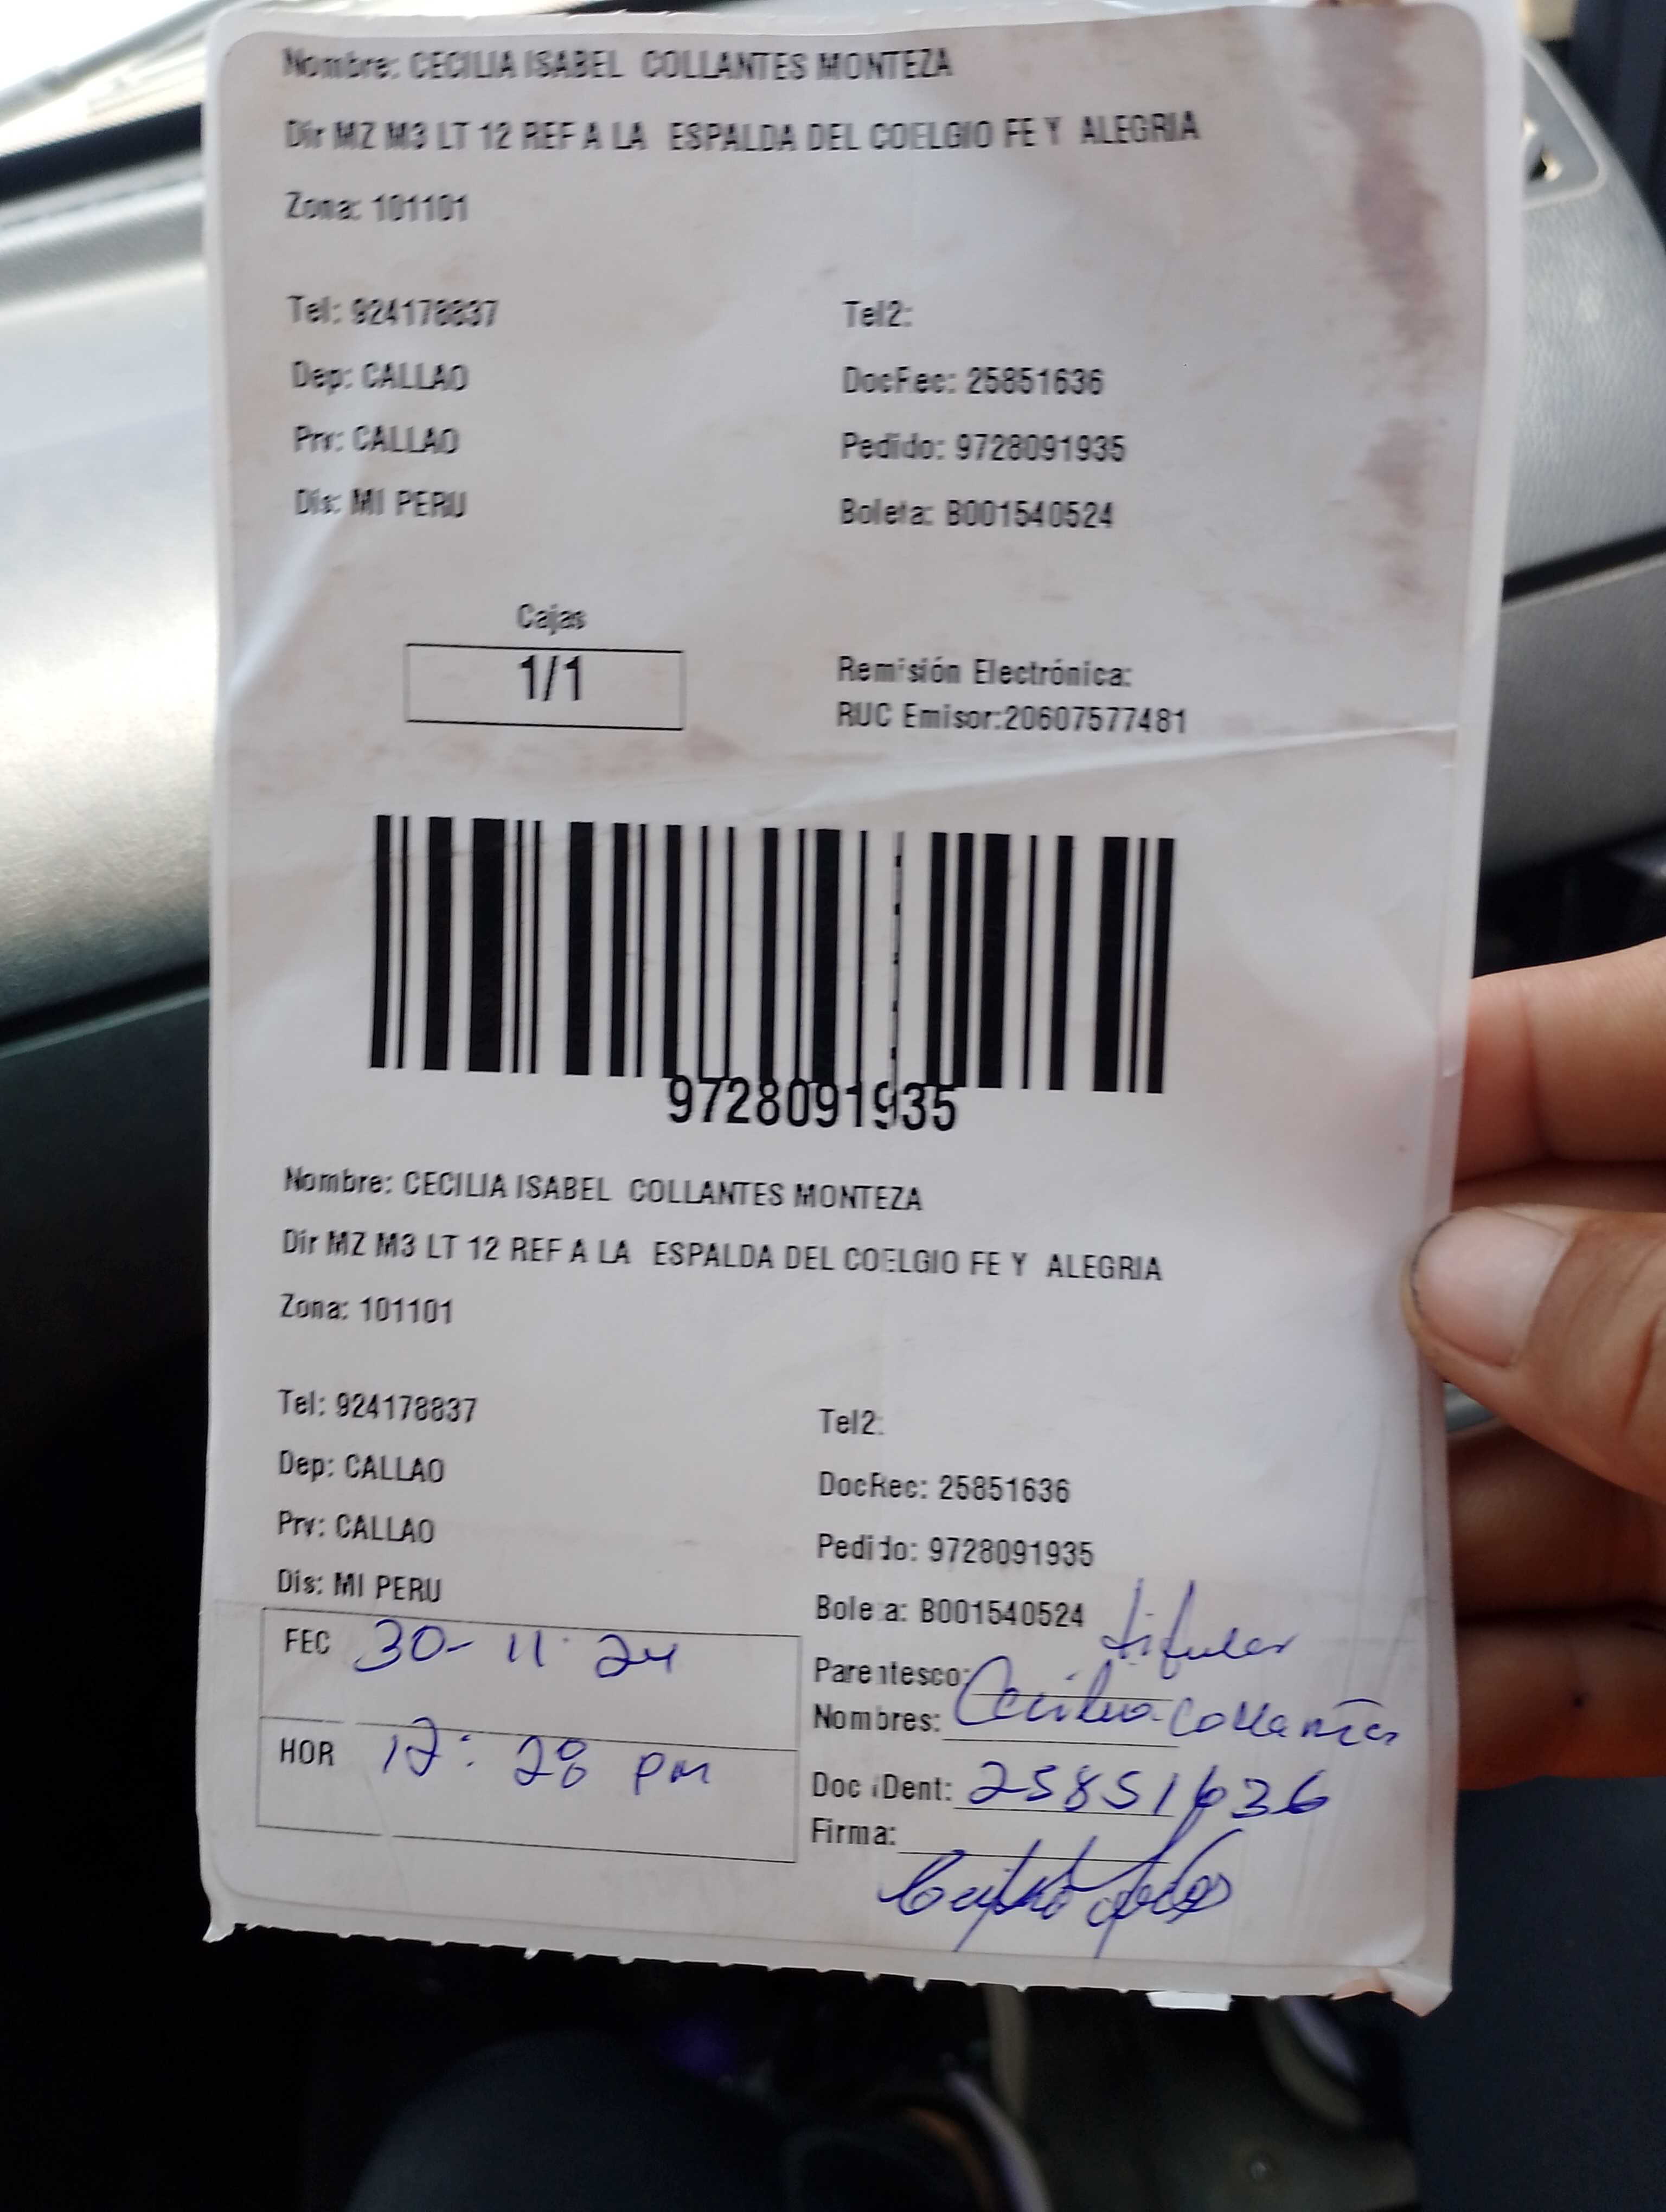 Nombre: CECILIA ISABEL COLLANTES MONTEZA
Dir MZ M3 LT 12 REF A LA ESPALDA DEL COELGIO FE Y ALEGRIA
Zona: 101101
Tel: 924178837 Tel2:
Dep: CALLAO DocRec: 25851636
Prv: CALLAO Pedido: 9728091935
Dis: MI PERU Boleta: B001540524
Cajas
1/1
Remisión Electrónica:
RUC Emisor:20607577481
9728091935
Nombre: CECILIA ISABEL COLLANTES MONTEZA
Dir MZ M3 LT 12 REF A LA ESPALDA DEL COELGIO FE Y ALEGRIA
Zona: 101101
Tel: 924178837 Tel2:
Dep: CALLAO DocRec: 25851636
Prv: CALLAO Pedido: 9728091935
Dis: MI PERU Boleta: B001540524
FEC 30-11-24
HOR 12:28 pm
Parentesco: titular
Nombres: Cecilia Collantes
Doc iDent: 25851636
Firma: